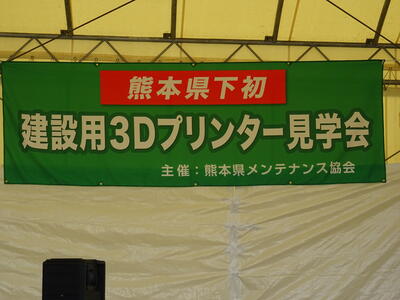 熊本県下初
建設用3Dプリンター見学会
主催：熊本県メンテナンス協会